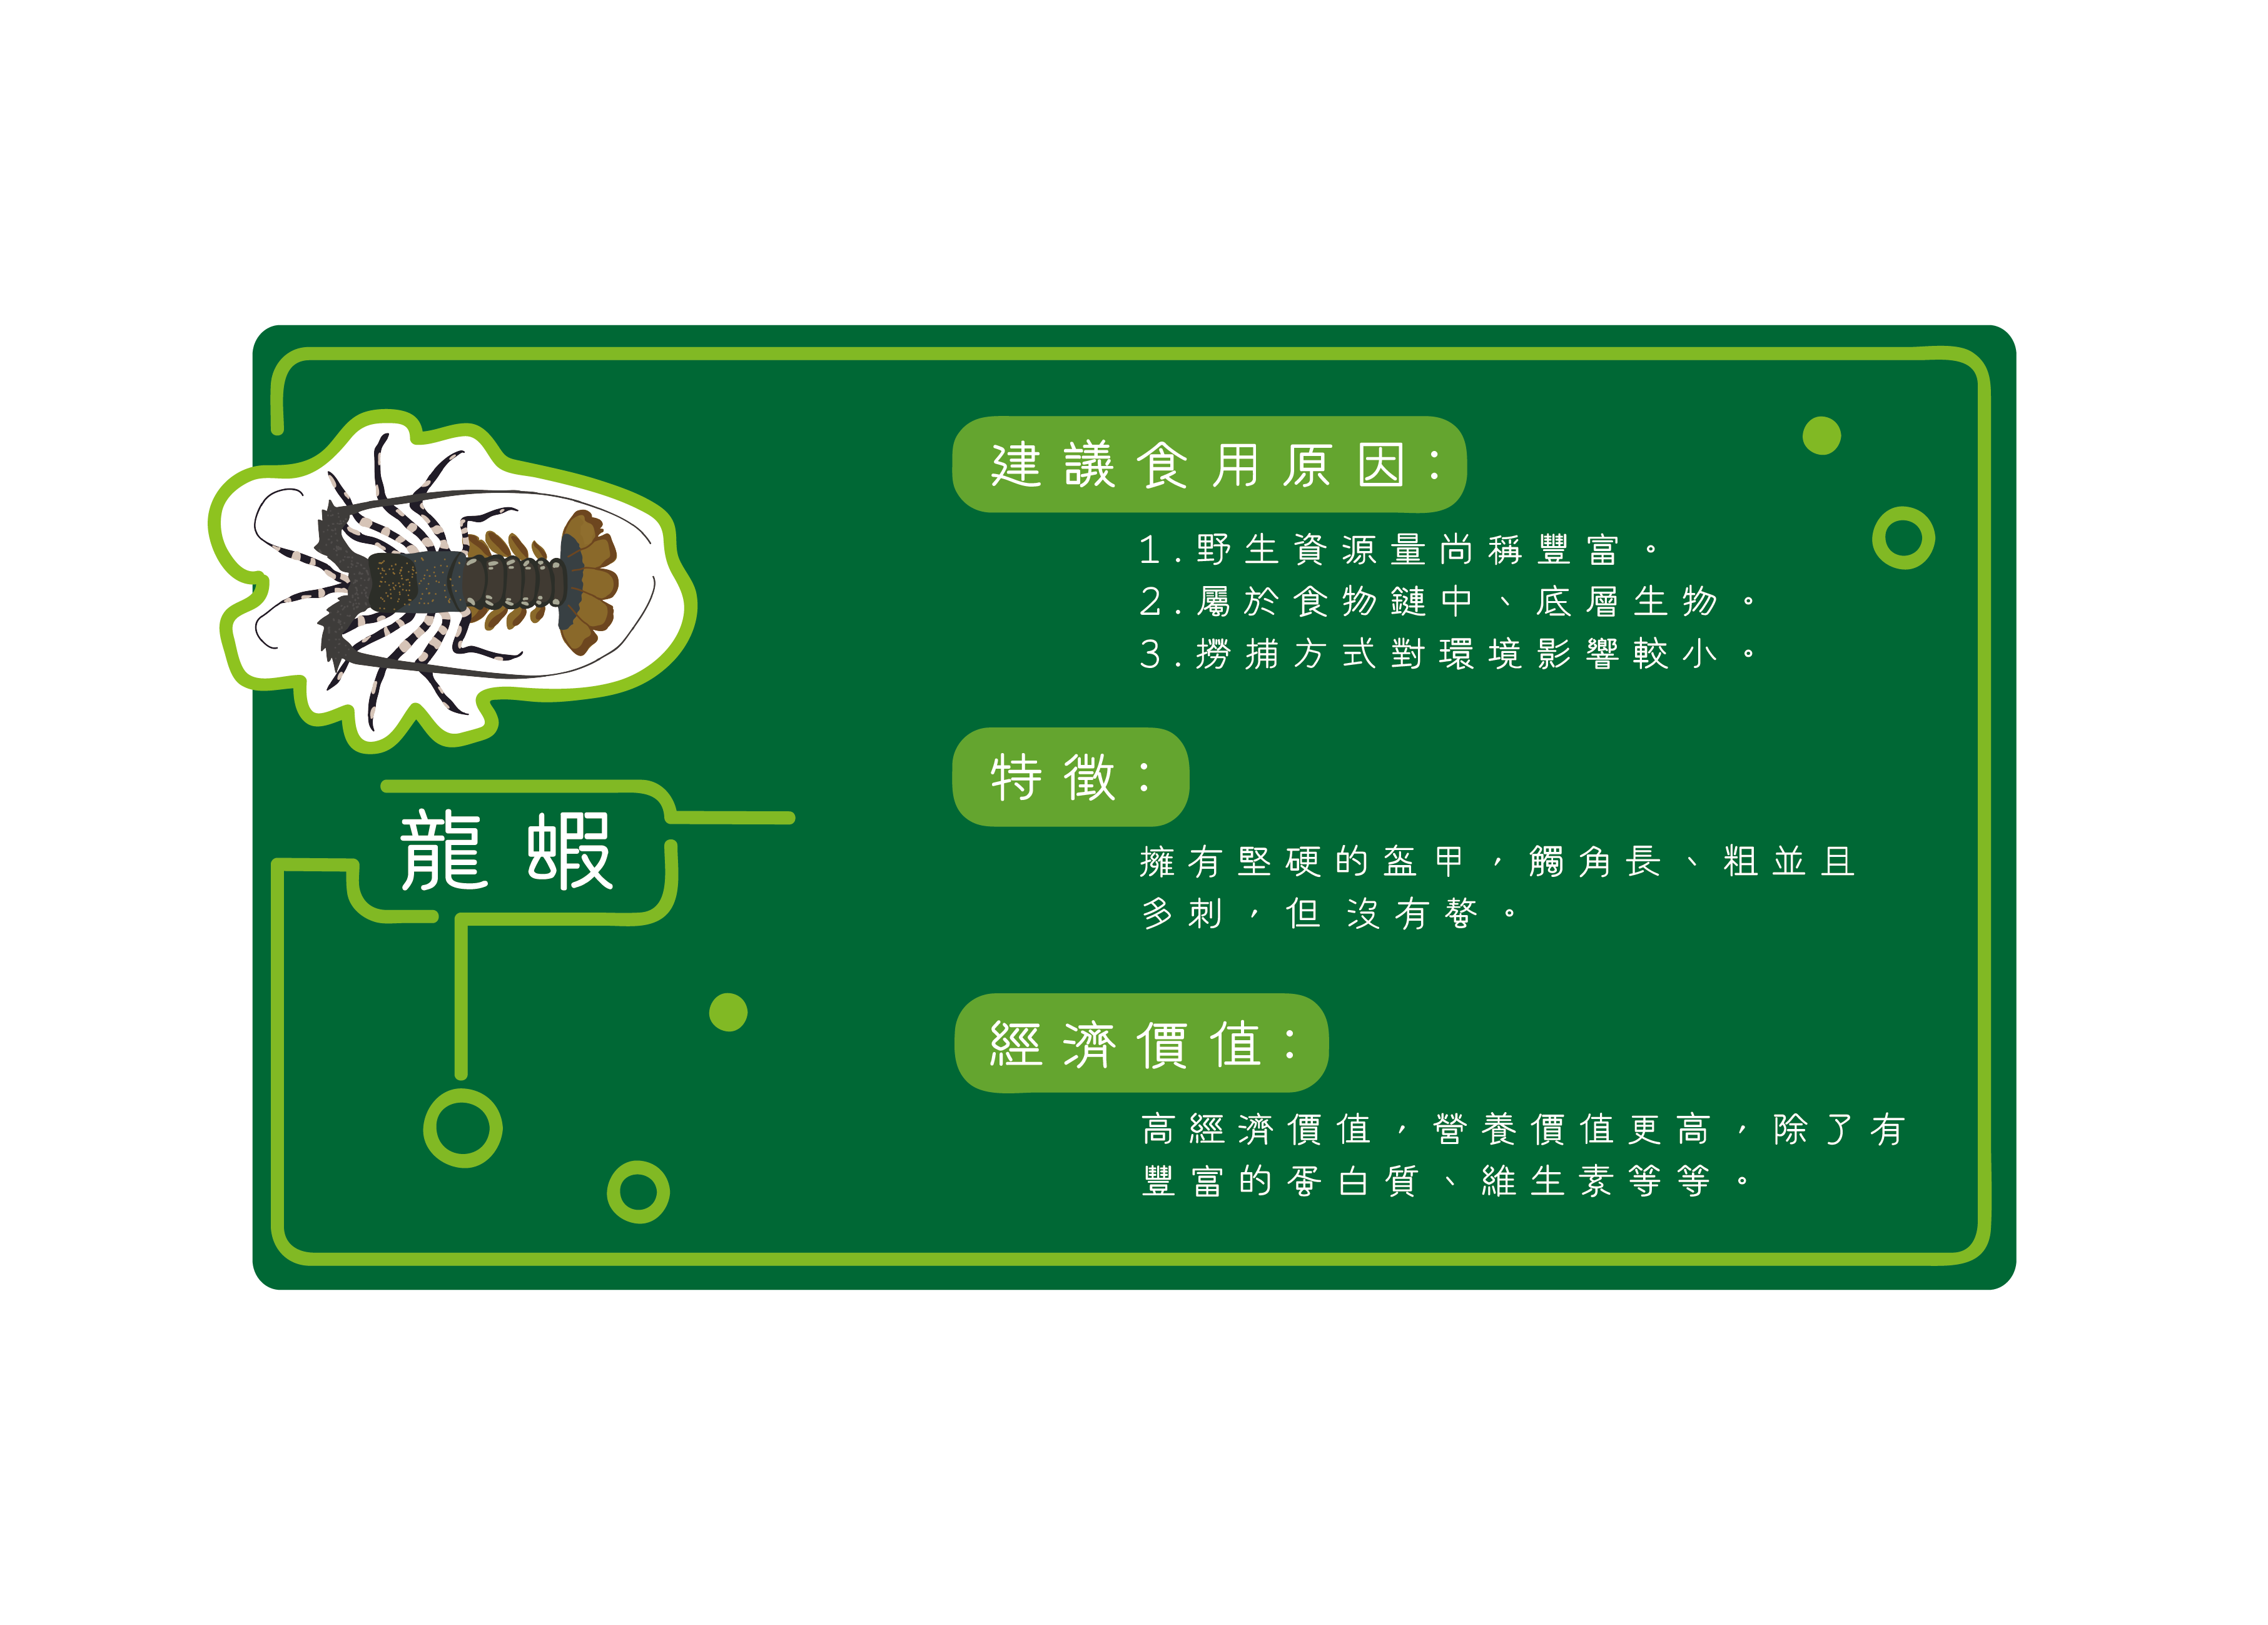 龍蝦
建議食用原因：
1.野生資源量尚稱豐富。
2.屬於食物鏈中、底層生物。
3.撈捕方式對環境影響較小。
特徵：
擁有堅硬的盔甲，觸角長、粗並且
多刺，但沒有螯。
經濟價值：
高經濟價值，營養價值更高，除了有
豐富的蛋白質、維生素等等。